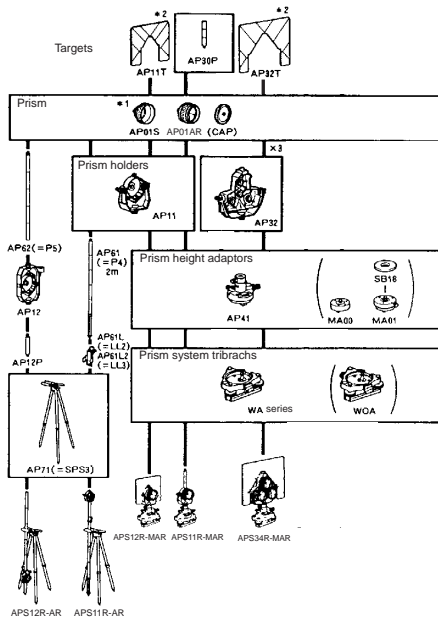 *2
*2
Targets
AP11T
AP30P
AP32T
Prism
*1
AP01S AP01AR (CAP)
×3
Prism holders
AP11
AP32
AP62(=P5)
AP61
(=P4)
2m
Prism height adaptors
SB16
AP12
AP41
MA00
MA01
AP12P
AP61L
(=LL2)
AP61L2
(=LL3)
Prism system tribrachs
WA series
WOA
AP71(=SPS3)
APS12R-MAR
APS11R-MAR
APS34R-MAR
APS12R-AR
APS11R-AR